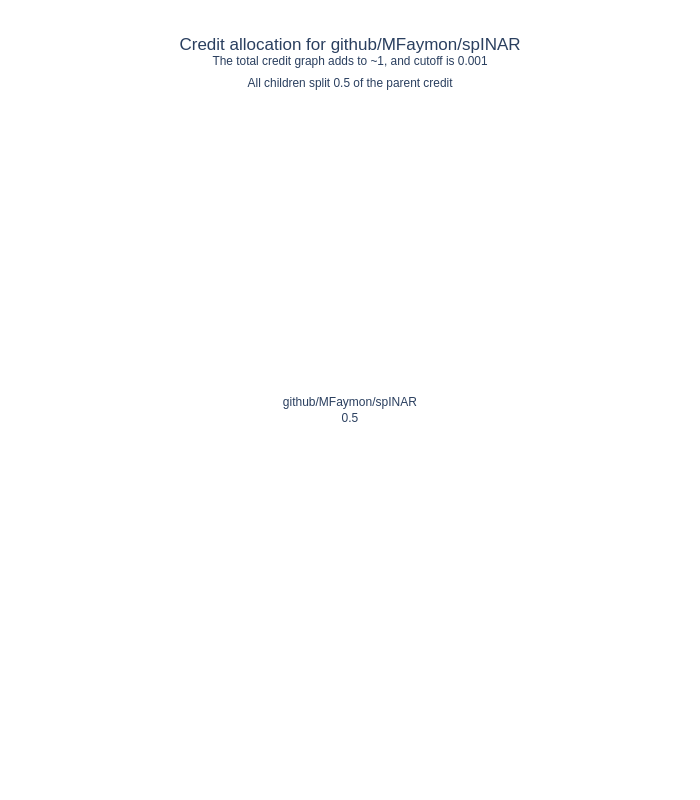 Credit allocation for github/MFaymon/spINAR
The total credit graph adds to ~1, and cutoff is 0.001
All children split 0.5 of the parent credit
github/MFaymon/spINAR
0.5